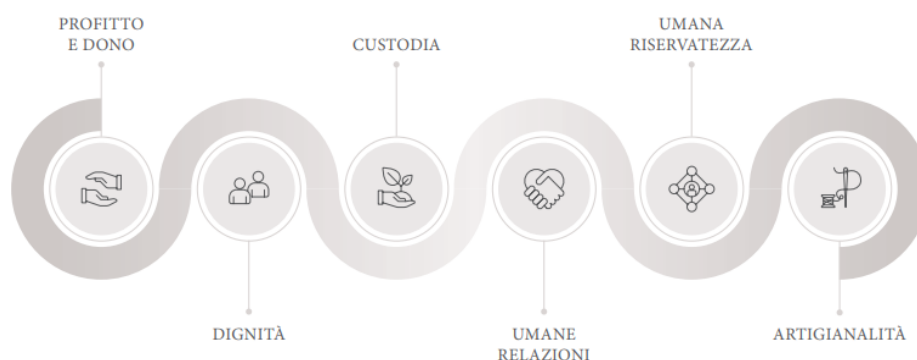 PROFITTO
E DONO
CUSTODIA
UMANA
RISERVATEZZA
DIGNITÀ
UMANE
RELAZIONI
ARTIGIANALITÀ